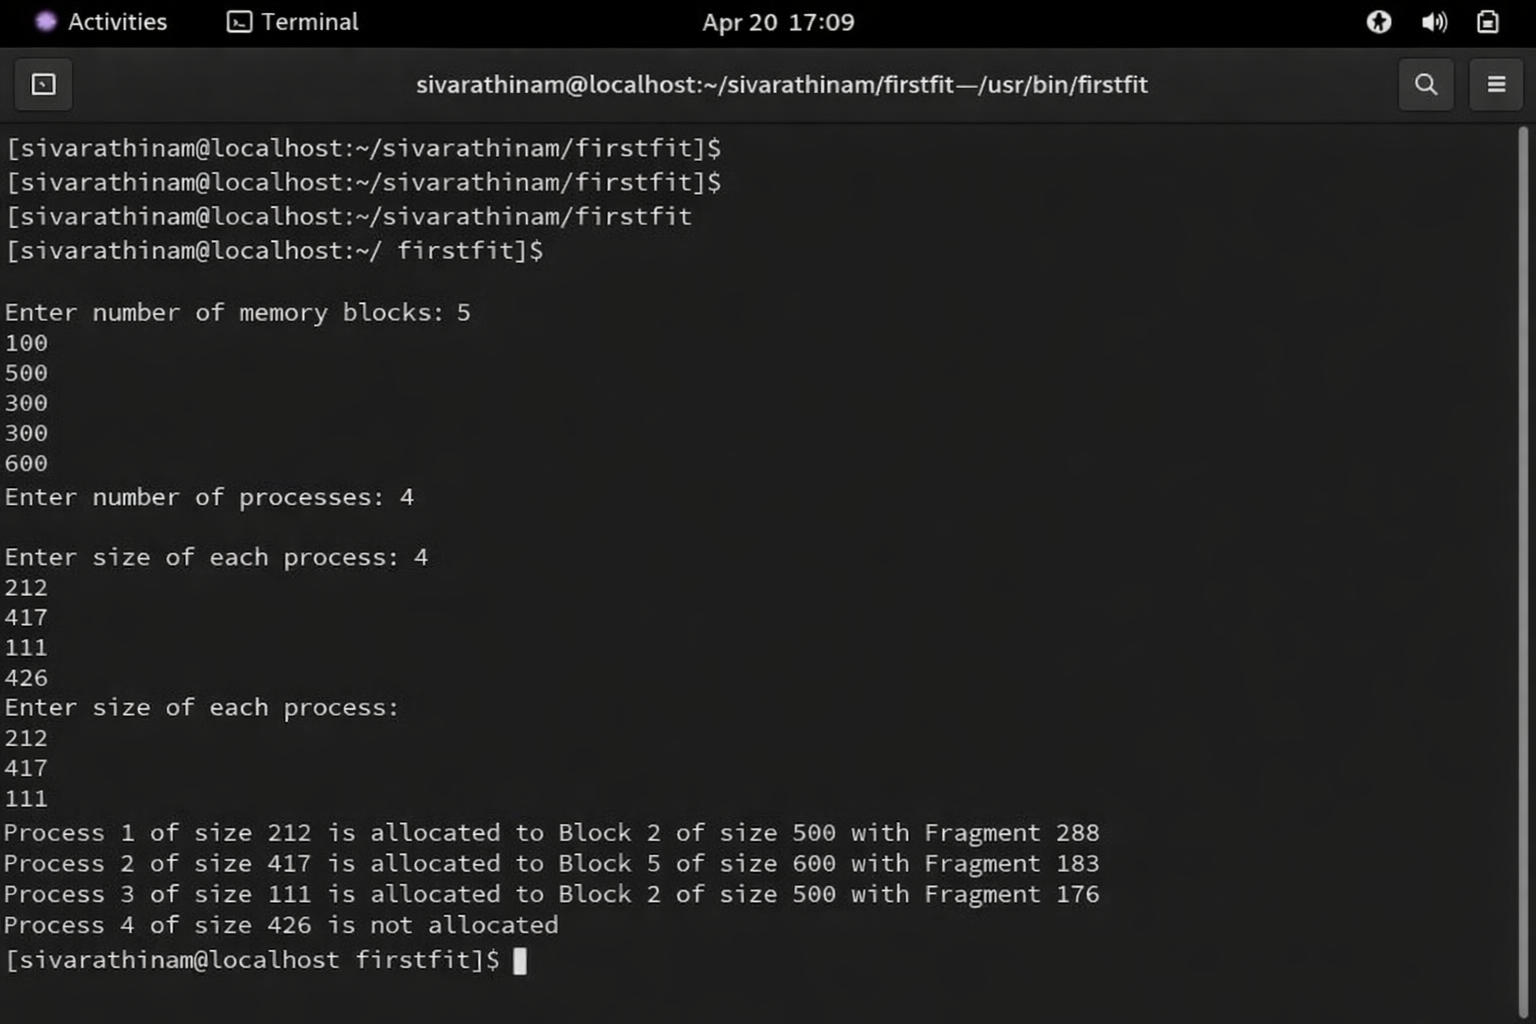 Activities Terminal Apr 20 17:09
sivarathinam@localhost:~/sivarathinam/firstfit—/usr/bin/firstfit
[sivarathinam@localhost:~/sivarathinam/firstfit]$
[sivarathinam@localhost:~/sivarathinam/firstfit]$
[sivarathinam@localhost:~/sivarathinam/firstfit
[sivarathinam@localhost:~/ firstfit]$
Enter number of memory blocks: 5
100
500
300
300
600
Enter number of processes: 4
Enter size of each process: 4
212
417
111
426
Enter size of each process:
212
417
111
Process 1 of size 212 is allocated to Block 2 of size 500 with Fragment 288
Process 2 of size 417 is allocated to Block 5 of size 600 with Fragment 183
Process 3 of size 111 is allocated to Block 2 of size 500 with Fragment 176
Process 4 of size 426 is not allocated
[sivarathinam@localhost firstfit]$